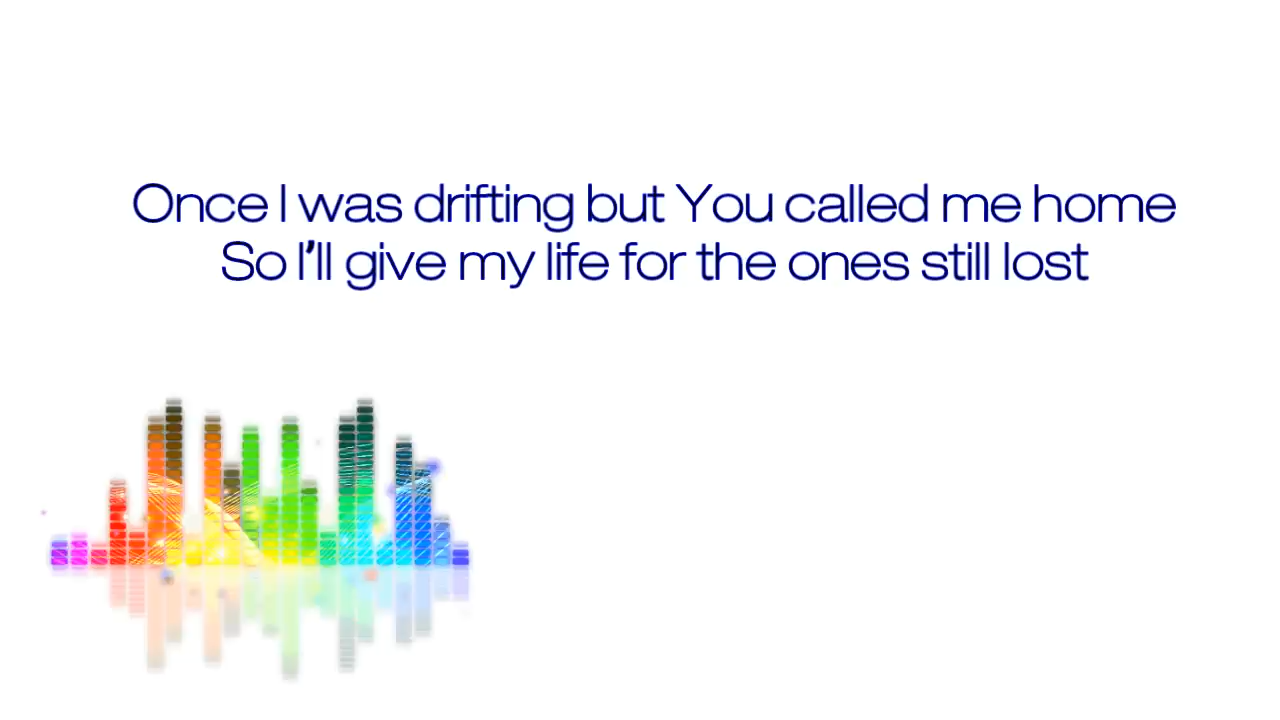 Once I was drifting but You called me home
So I'll give my life for the ones still lost